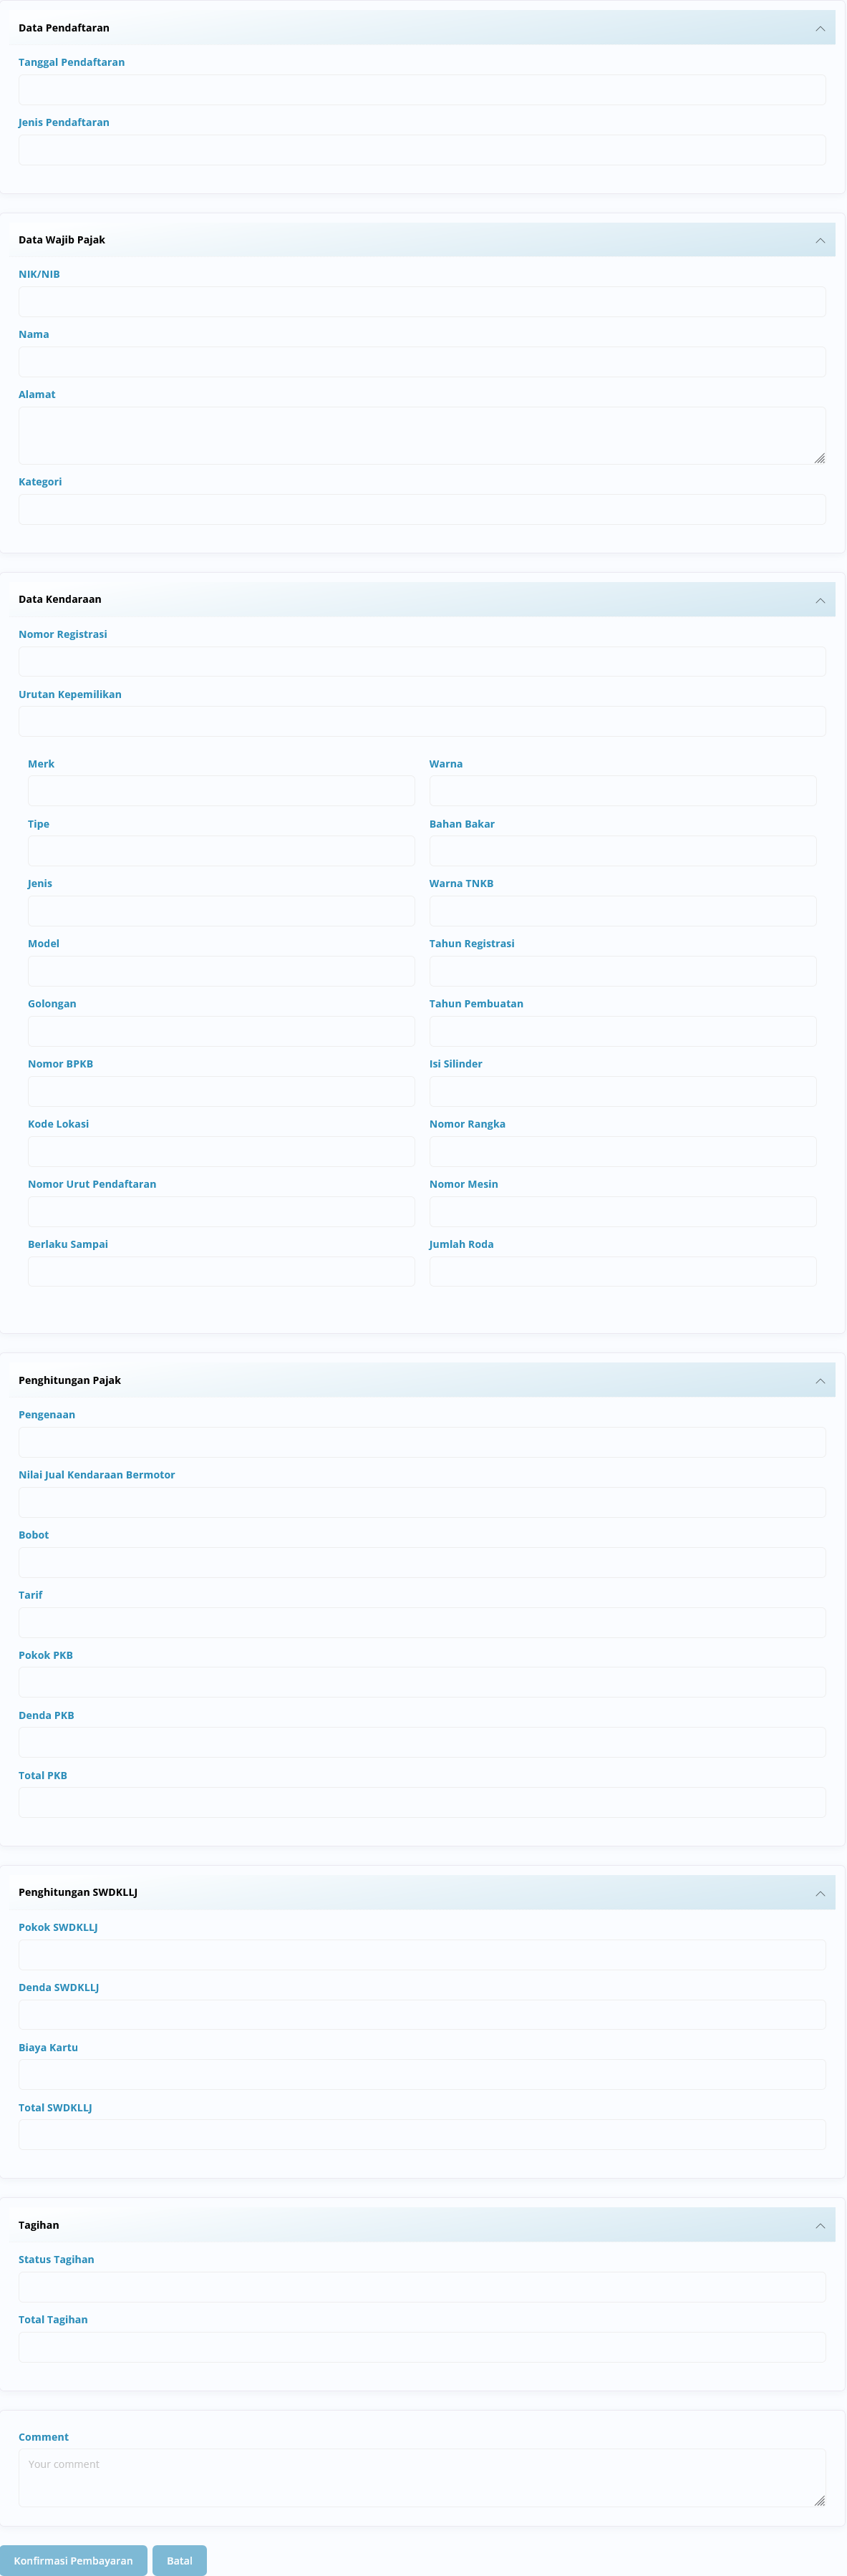 Data Pendaftaran
Tanggal Pendaftaran
Jenis Pendaftaran
Data Wajib Pajak
NIK/NIB
Nama
Alamat
Kategori
Data Kendaraan
Nomor Registrasi
Urutan Kepemilikan
Merk
Warna
Tipe
Bahan Bakar
Jenis
Warna TNKB
Model
Tahun Registrasi
Golongan
Tahun Pembuatan
Nomor BPKB
Isi Silinder
Kode Lokasi
Nomor Rangka
Nomor Urut Pendaftaran
Nomor Mesin
Berlaku Sampai
Jumlah Roda
Penghitungan Pajak
Pengenaan
Nilai Jual Kendaraan Bermotor
Bobot
Tarif
Pokok PKB
Denda PKB
Total PKB
Penghitungan SWDKLLJ
Pokok SWDKLLJ
Denda SWDKLLJ
Biaya Kartu
Total SWDKLLJ
Tagihan
Status Tagihan
Total Tagihan
Comment
Your comment
Konfirmasi Pembayaran
Batal